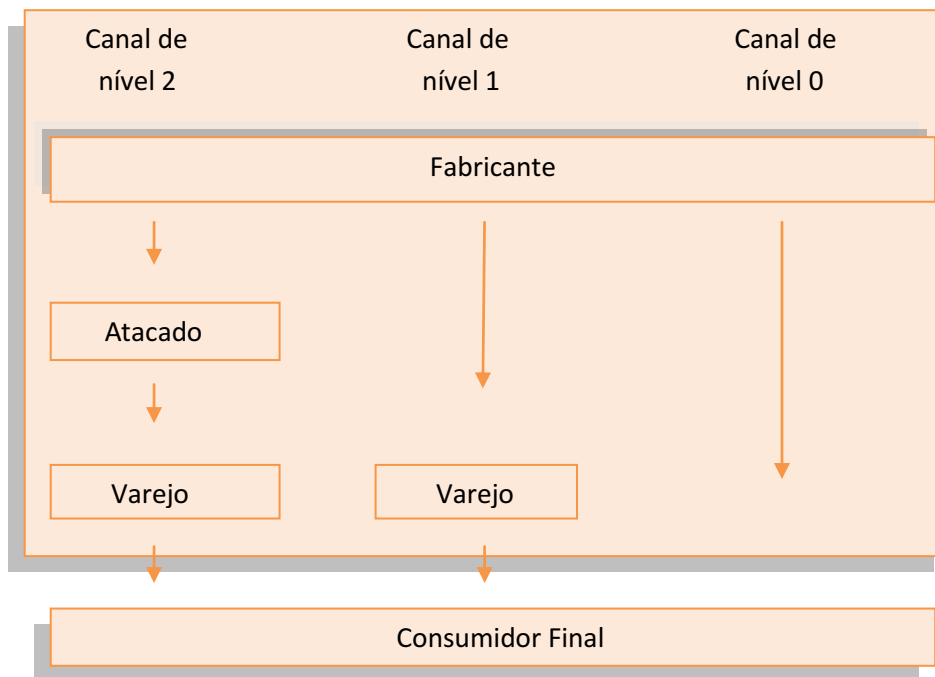 Canal de
nível 2
Canal de
nível 1
Canal de
nível 0
Fabricante
Atacado
Varejo
Varejo
Consumidor Final